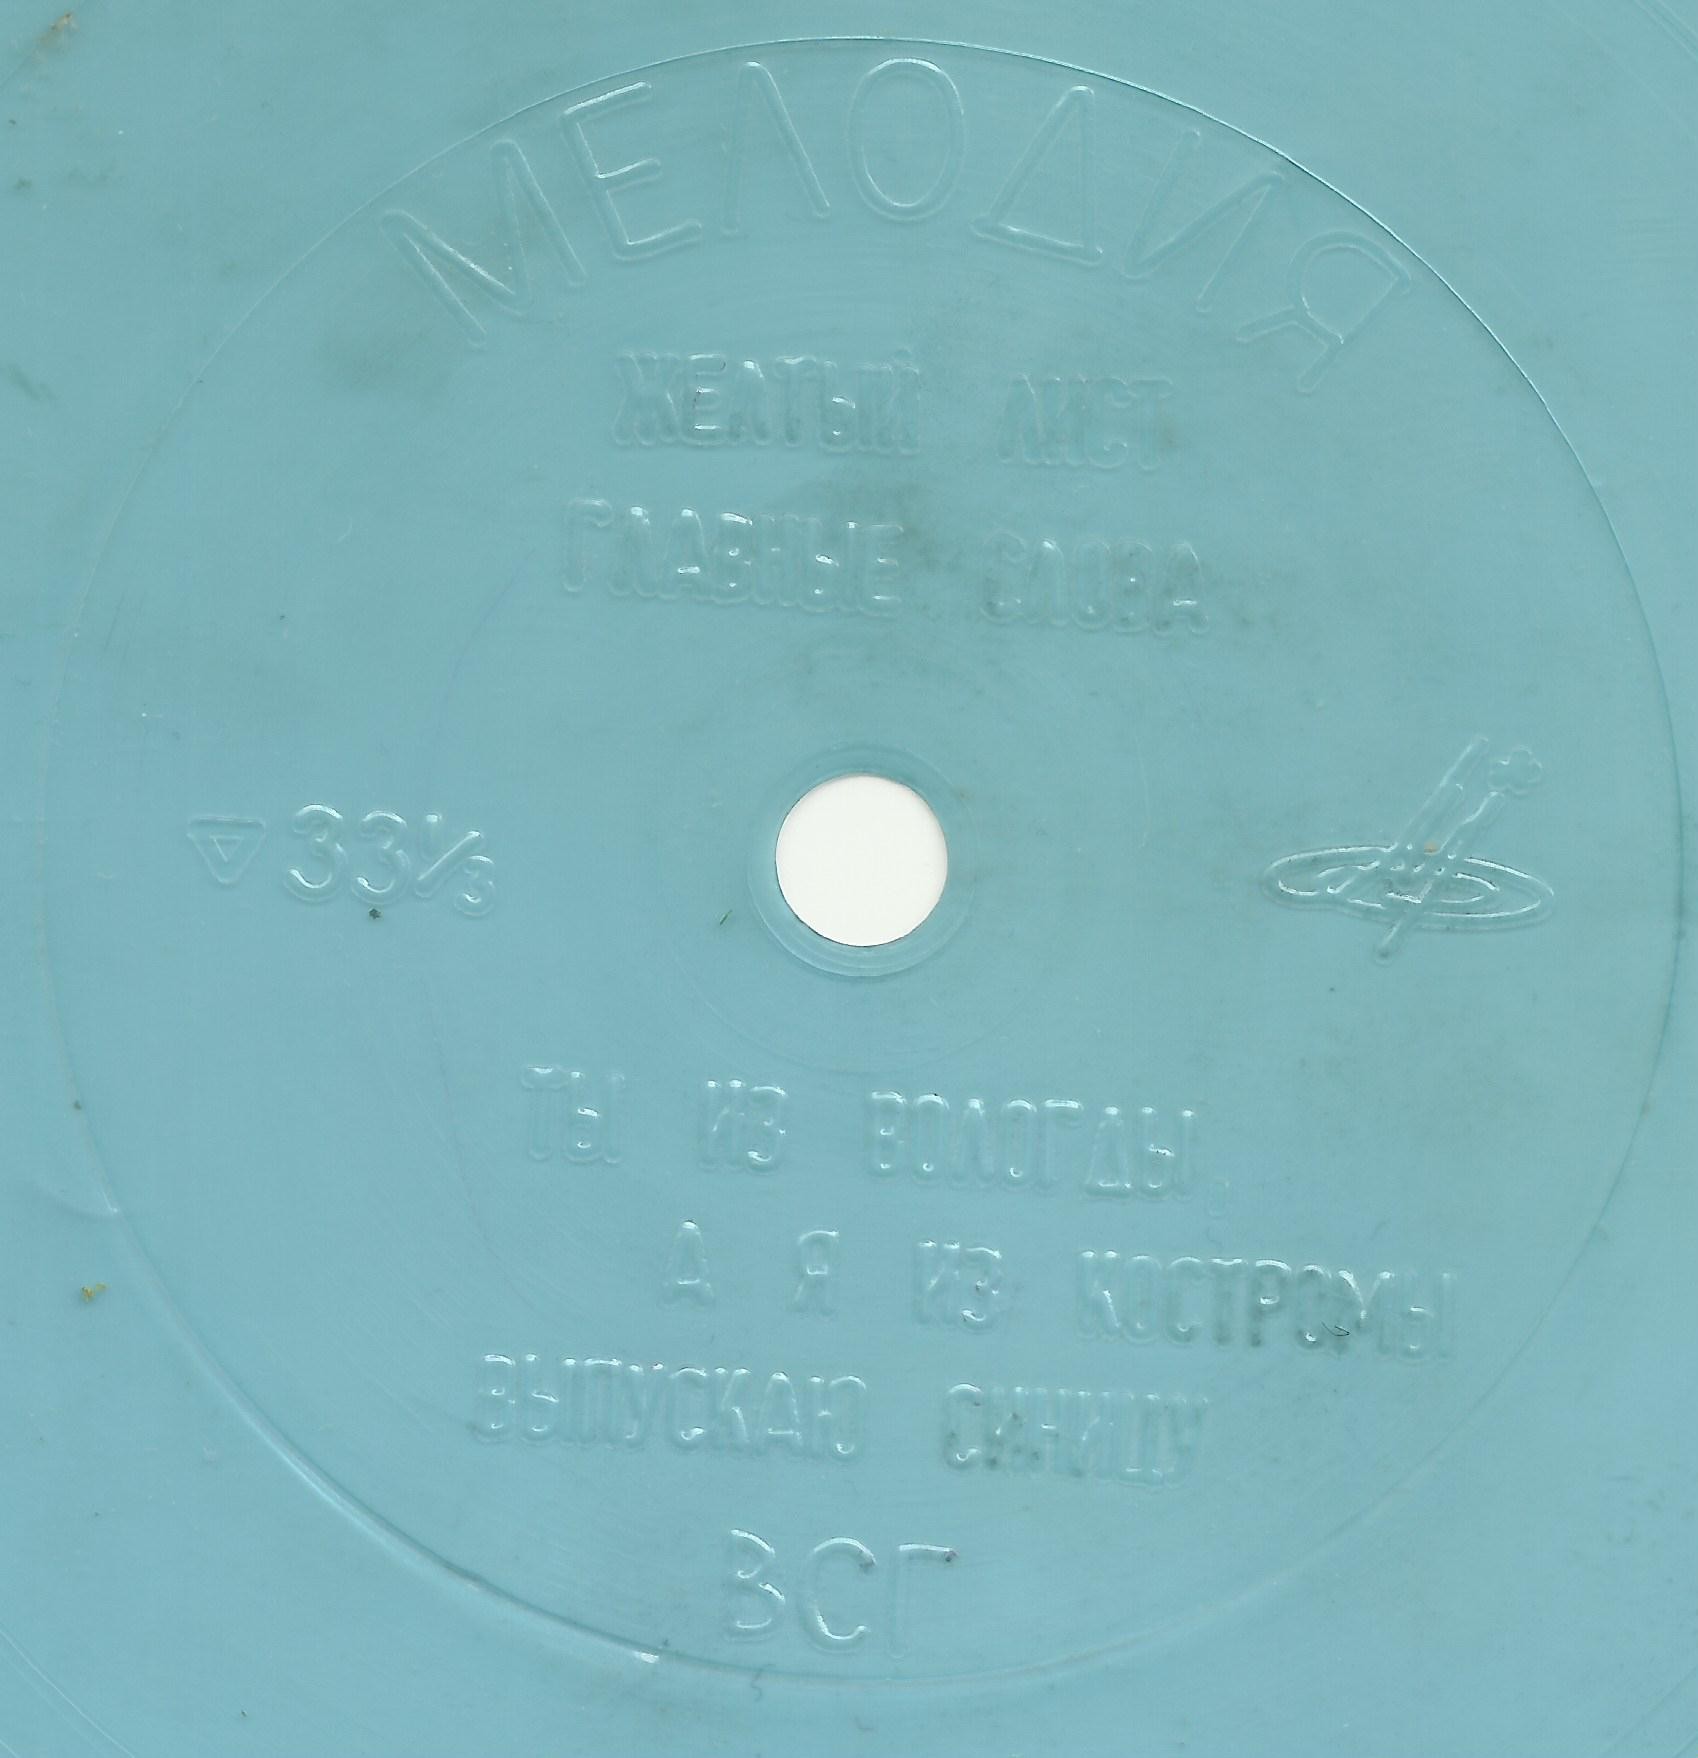 МЕЛОДИЯ
ЖЕЛТЫЙ ЛИСТ
ГЛАВНЫЕ СЛОВА
33⅓
ТЫ ИЗ ВОЛОГДЫ,
А Я ИЗ КОСТРОМЫ
ВЫПУСКАЮ СИНИЦУ
ВСГ